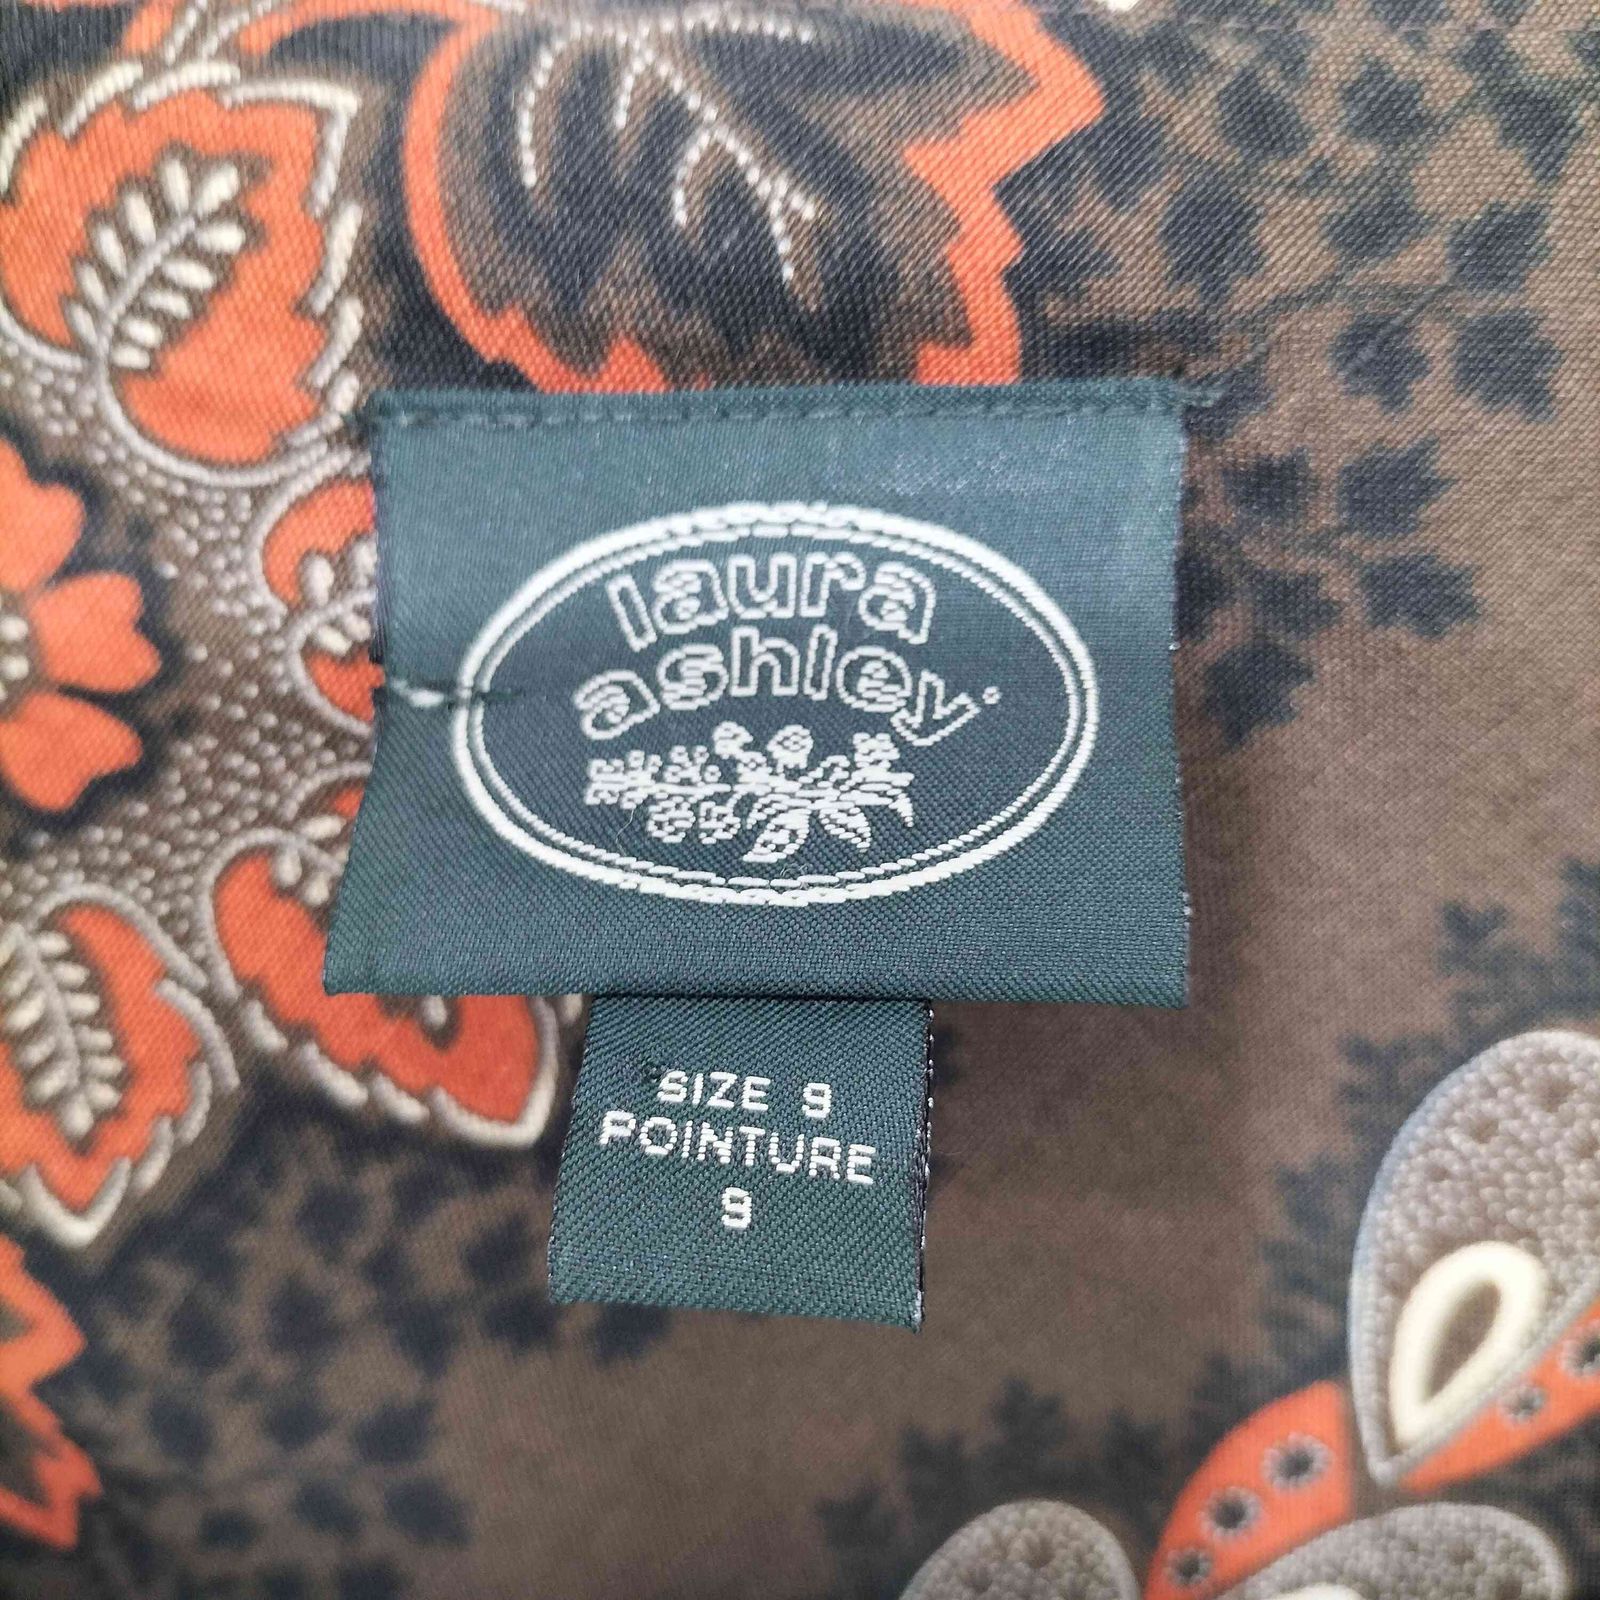 laura
ashley
SIZE 9
POINTURE
9